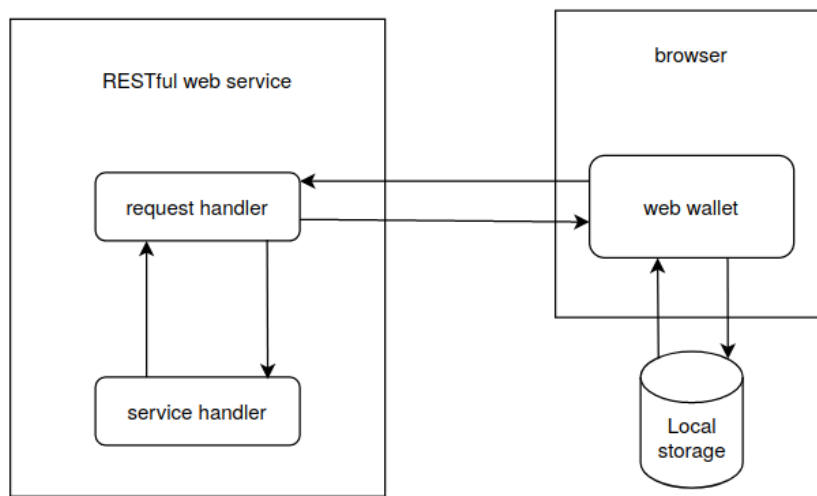 RESTful web service
browser
request handler
web wallet
service handler
Local
storage